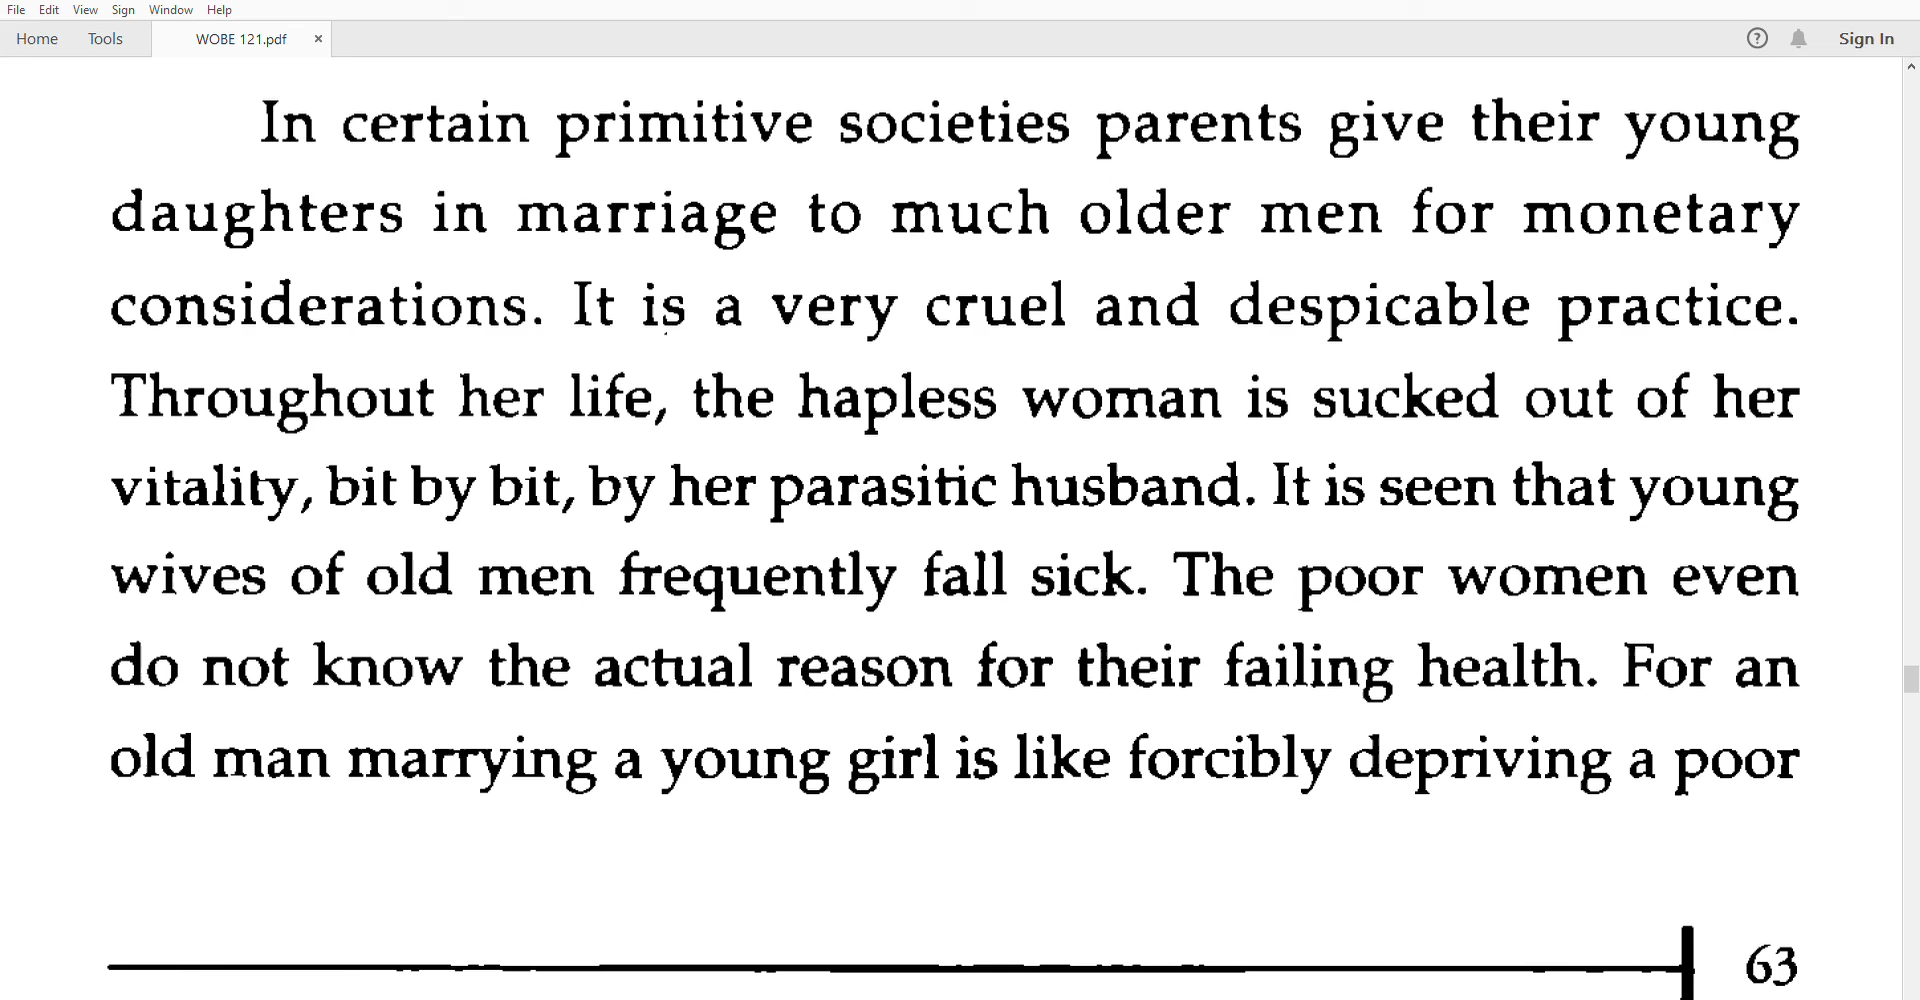 File Edit View Sign Window Help
Home Tools WOBE 121.pdf × ? Sign In
In certain primitive societies parents give their young
daughters in marriage to much older men for monetary
considerations. It is a very cruel and despicable practice.
Throughout her life, the hapless woman is sucked out of her
vitality, bit by bit, by her parasitic husband. It is seen that young
wives of old men frequently fall sick. The poor women even
do not know the actual reason for their failing health. For an
old man marrying a young girl is like forcibly depriving a poor
63